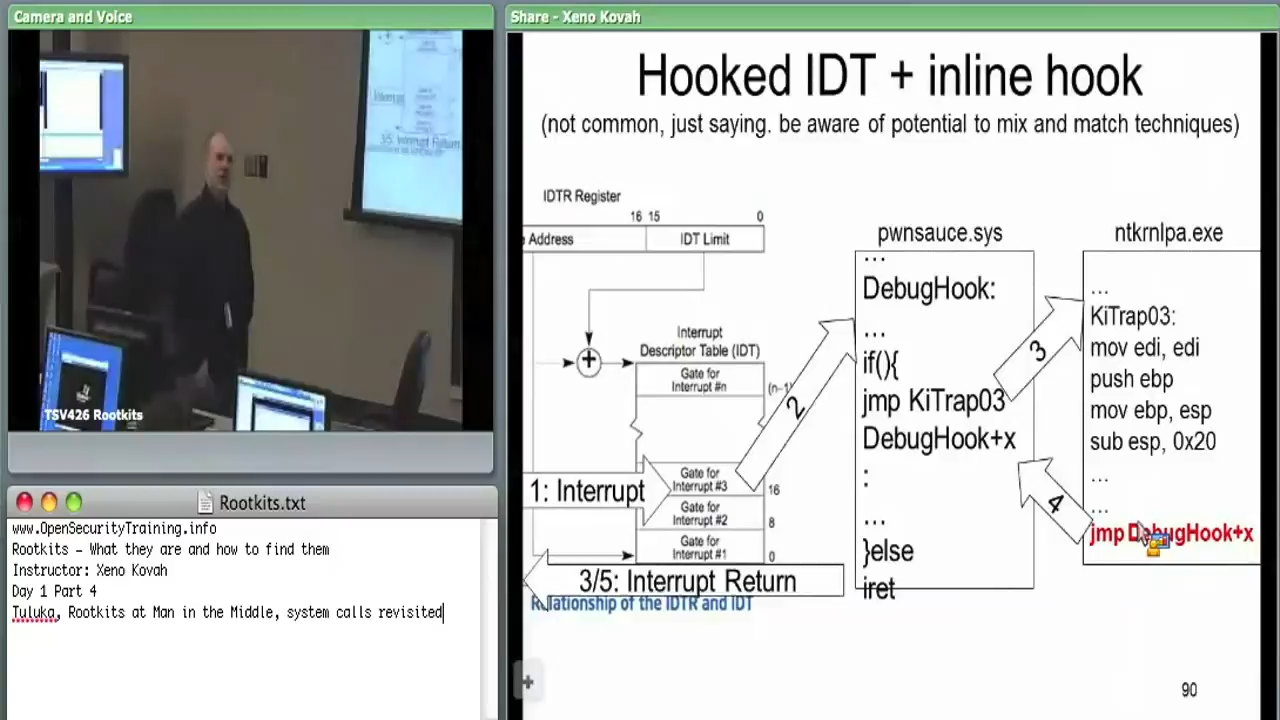 Camera and Voice
Interrupt
3/5: Interrupt Return
TSV426 Rootkits
Rootkits.txt
www.OpenSecurityTraining.info
Rootkits – What they are and how to find them
Instructor: Xeno Kovah
Day 1 Part 4
Tuluka, Rootkits at Man in the Middle, system calls revisited
Share - Xeno Kovah
Hooked IDT + inline hook
(not common, just saying. be aware of potential to mix and match techniques)
IDTR Register
16 15 0
Address IDT Limit
+
Interrupt
Descriptor Table (IDT)
Gate for
Interrupt #n
(n–1)
1: Interrupt
Gate for
Interrupt #3
16
Gate for
Interrupt #2
8
Gate for
Interrupt #1
0
3/5: Interrupt Return
Relationship of the IDTR and IDT
2
pwnsauce.sys
...
DebugHook:
...
if(){
jmp KiTrap03
DebugHook+x
:
...
}else
iret
3
4
ntkrnlpa.exe
...
KiTrap03:
mov edi, edi
push ebp
mov ebp, esp
sub esp, 0x20
...
...
jmp DebugHook+x
+
90